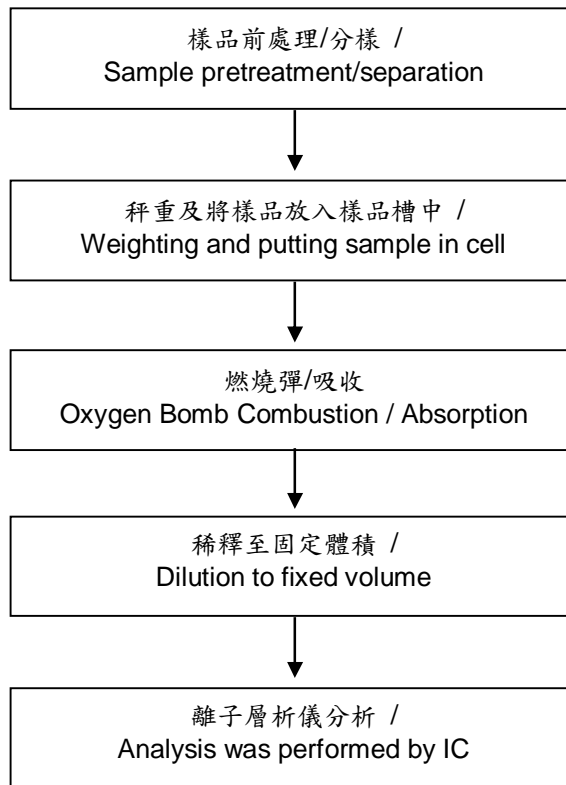 樣品前處理/分樣 /
Sample pretreatment/separation
秤重及將樣品放入樣品槽中 /
Weighting and putting sample in cell
燃燒彈/吸收
Oxygen Bomb Combustion / Absorption
稀釋至固定體積 /
Dilution to fixed volume
離子層析儀分析 /
Analysis was performed by IC